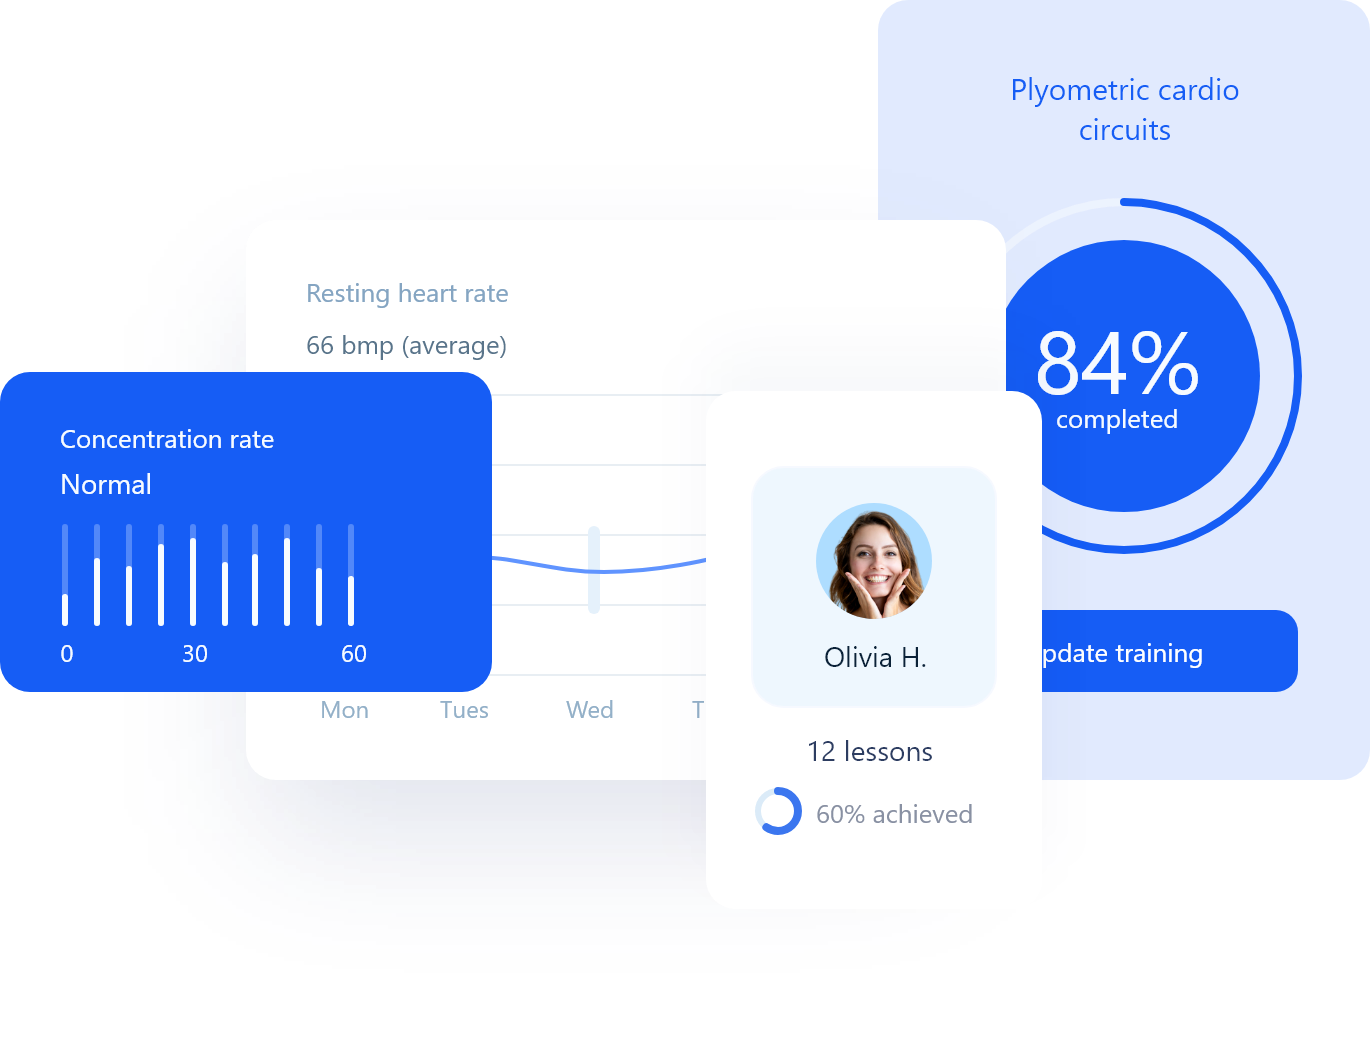 Plyometric cardio
circuits
84%
completed
pdate training
Resting heart rate
66 bmp (average)
Mon Tues Wed T
Concentration rate
Normal
0 30 60
Olivia H.
12 lessons
60% achieved